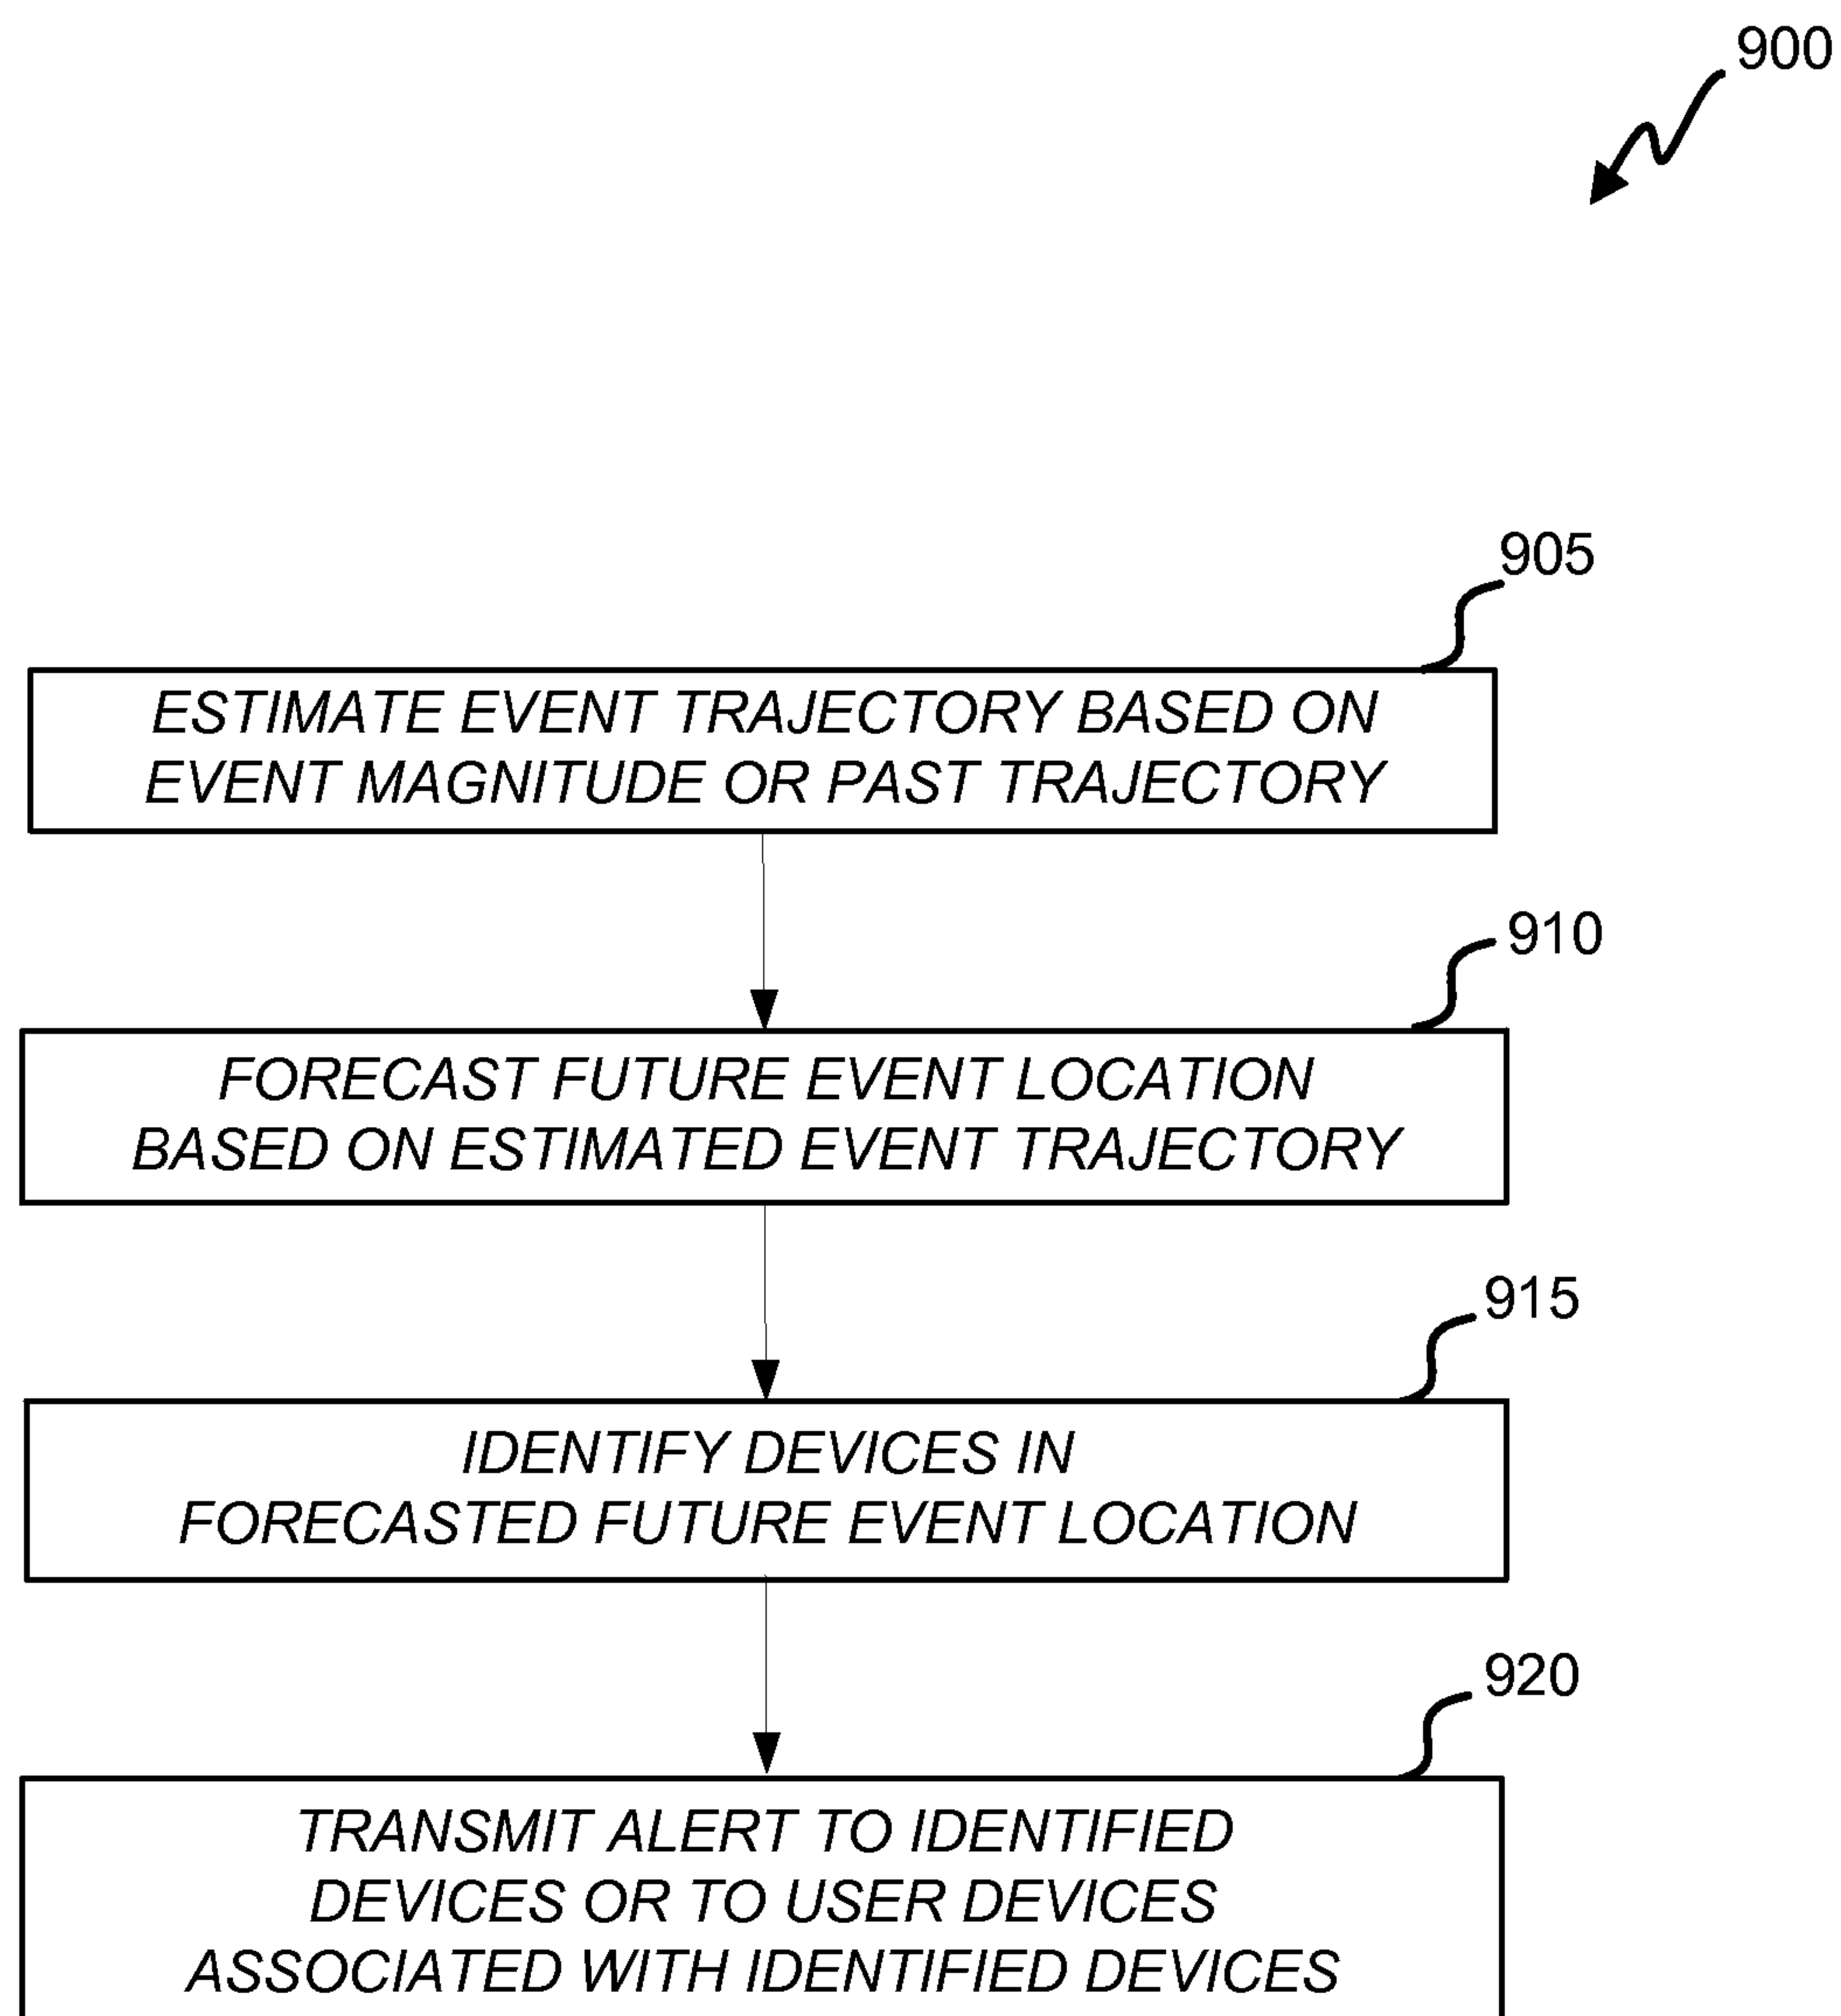 900
905
ESTIMATE EVENT TRAJECTORY BASED ON
EVENT MAGNITUDE OR PAST TRAJECTORY
910
FORECAST FUTURE EVENT LOCATION
BASED ON ESTIMATED EVENT TRAJECTORY
915
IDENTIFY DEVICES IN
FORECASTED FUTURE EVENT LOCATION
920
TRANSMIT ALERT TO IDENTIFIED
DEVICES OR TO USER DEVICES
ASSOCIATED WITH IDENTIFIED DEVICES